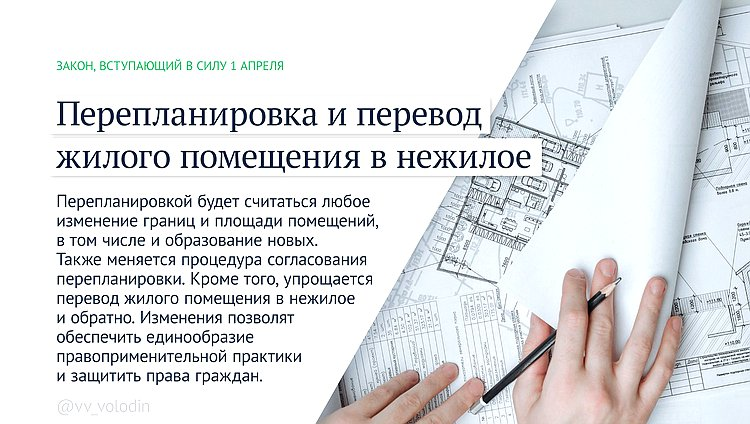 ЗАКОН, ВСТУПАЮЩИЙ В СИЛУ 1 АПРЕЛЯ
Перепланировка и перевод
жилого помещения в нежилое
Перепланировкой будет считаться любое
изменение границ и площади помещений,
в том числе и образование новых.
Также меняется процедура согласования
перепланировки. Кроме того, упрощается
перевод жилого помещения в нежилое
и обратно. Изменения позволят
обеспечить единообразие
правоприменительной практики
и защитить права граждан.
@vv_volodin